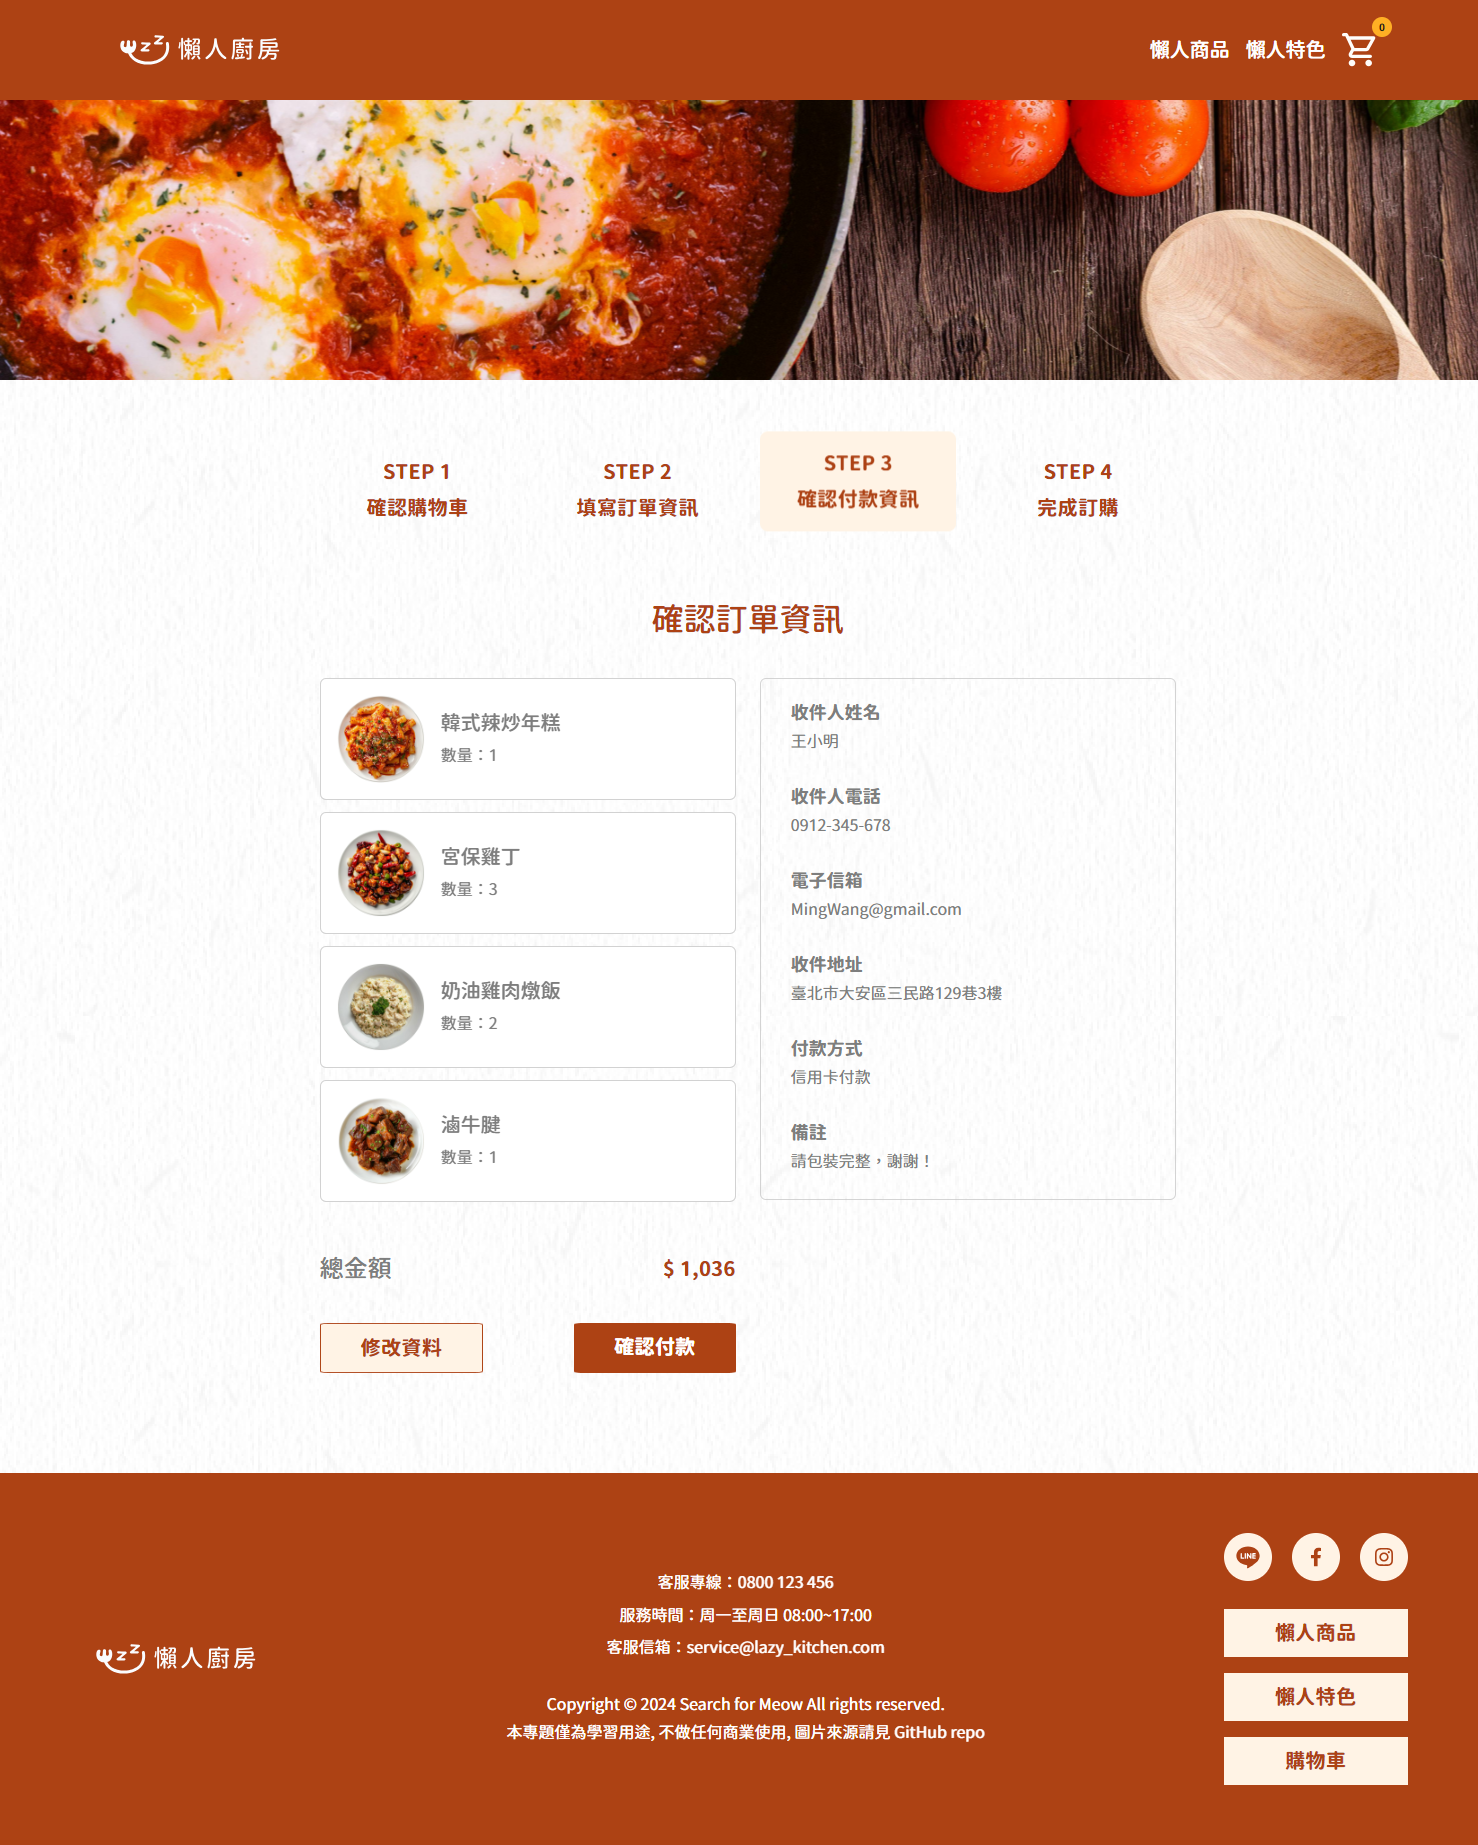 懶人廚房
懶人商品 懶人特色 0
STEP 1
確認購物車
STEP 2
填寫訂單資訊
STEP 3
確認付款資訊
STEP 4
完成訂購
確認訂單資訊
韓式辣炒年糕
數量：1
宮保雞丁
數量：3
奶油雞肉燉飯
數量：2
滷牛腱
數量：1
收件人姓名
王小明
收件人電話
0912-345-678
電子信箱
MingWang@gmail.com
收件地址
臺北市大安區三民路129巷3樓
付款方式
信用卡付款
備註
請包裝完整，謝謝！
總金額 $ 1,036
修改資料 確認付款
懶人廚房
客服專線：0800 123 456
服務時間：周一至周日 08:00~17:00
客服信箱：service@lazy_kitchen.com
Copyright © 2024 Search for Meow All rights reserved.
本專題僅為學習用途, 不做任何商業使用, 圖片來源請見 GitHub repo
LINE
懶人商品
懶人特色
購物車